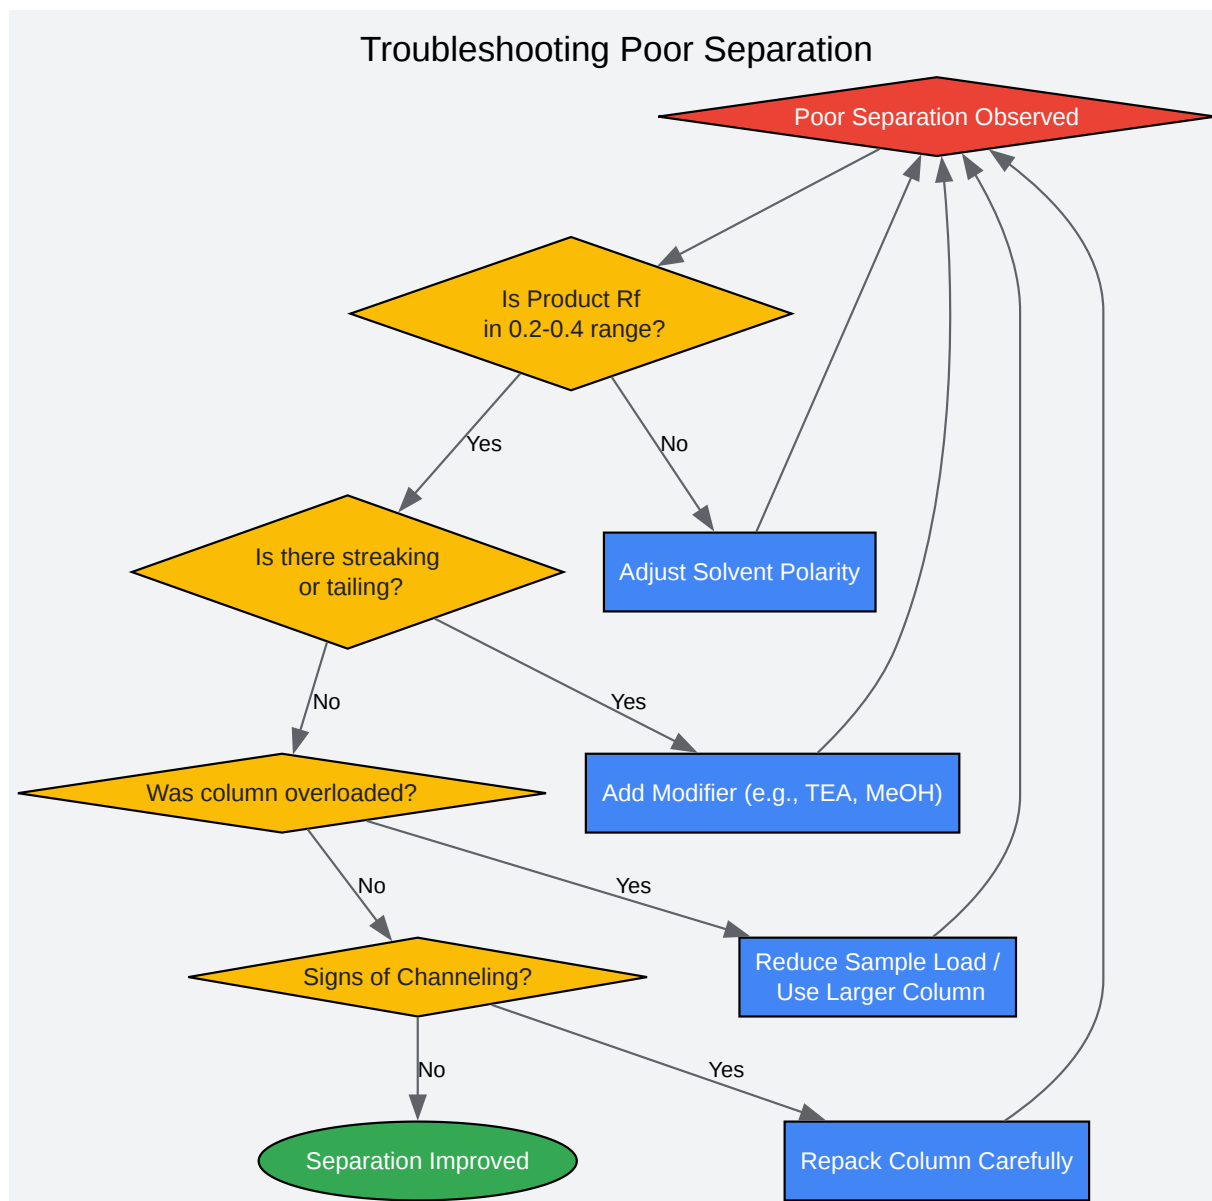 Troubleshooting Poor Separation
Poor Separation Observed
Is Product Rf
in 0.2-0.4 range?
Yes
No
Is there streaking
or tailing?
Adjust Solvent Polarity
No
Yes
Was column overloaded?
Add Modifier (e.g., TEA, MeOH)
No
Yes
Signs of Channeling?
Reduce Sample Load /
Use Larger Column
No
Yes
Separation Improved
Repack Column Carefully